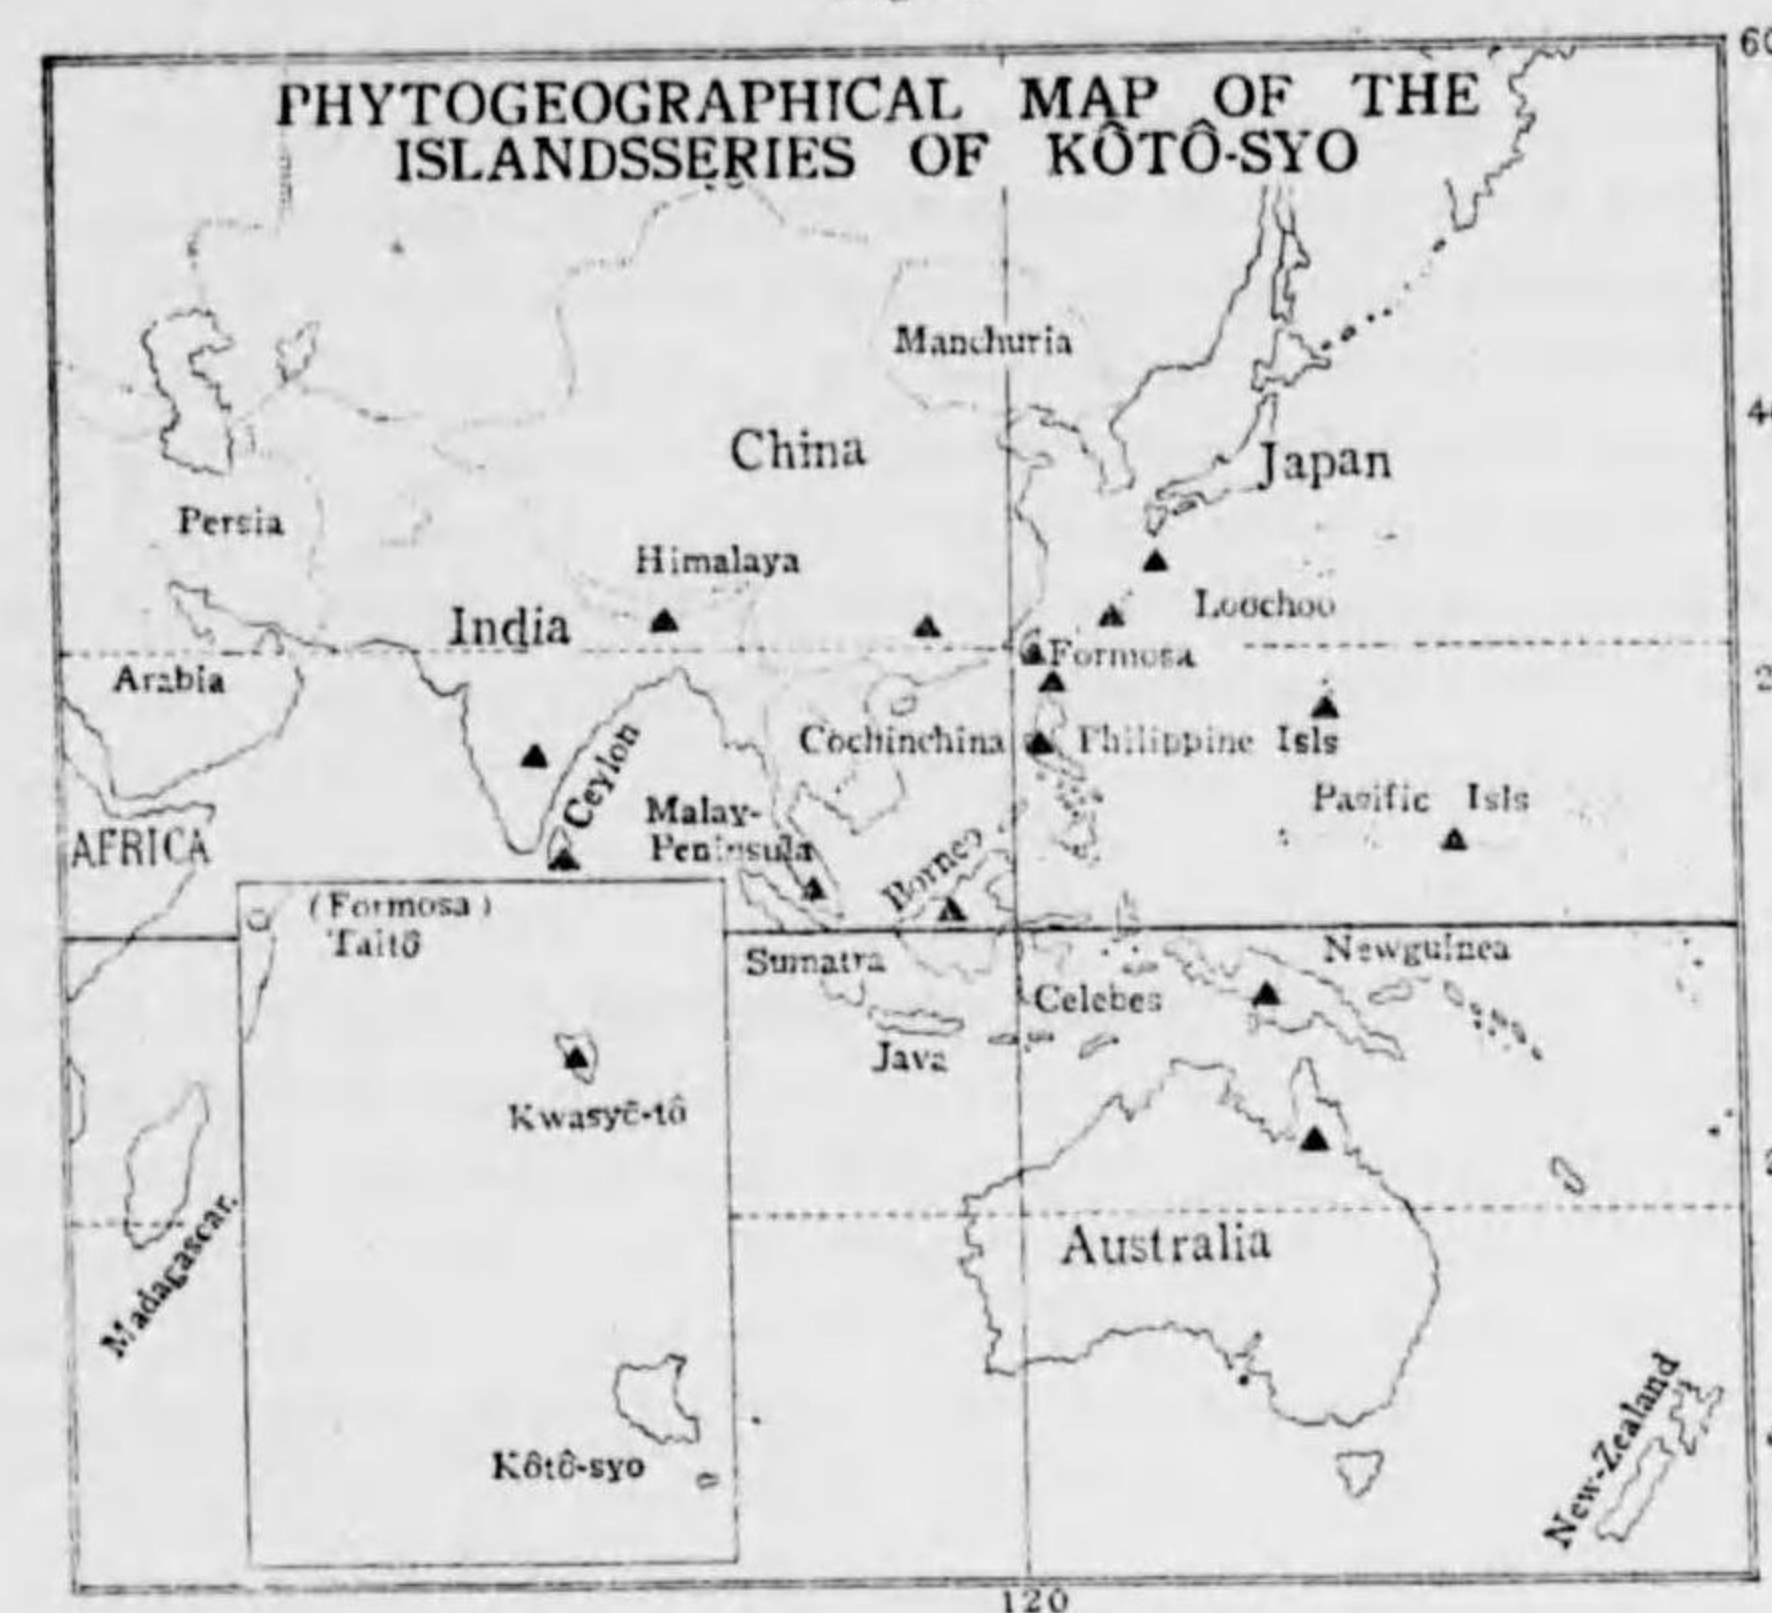 PHYTOGEOGRAPHICAL MAP OF THE
ISLANDSSERIES OF KÔTÔ-SYO
Manchuria
China
Japan
Persia
Himalaya
India
Loochoo
Formosa
Arabia
Cochinchina
Philippine Isls
Ceylon
Pacific Isls
Malay-
Peninsula
AFRICA
Borneo
(Formosa)
Taitô
Sumatra
Newguinea
Celebes
Java
Kwasyô-tô
Australia
Madagascar.
Kôtô-syo
New-Zealand
120